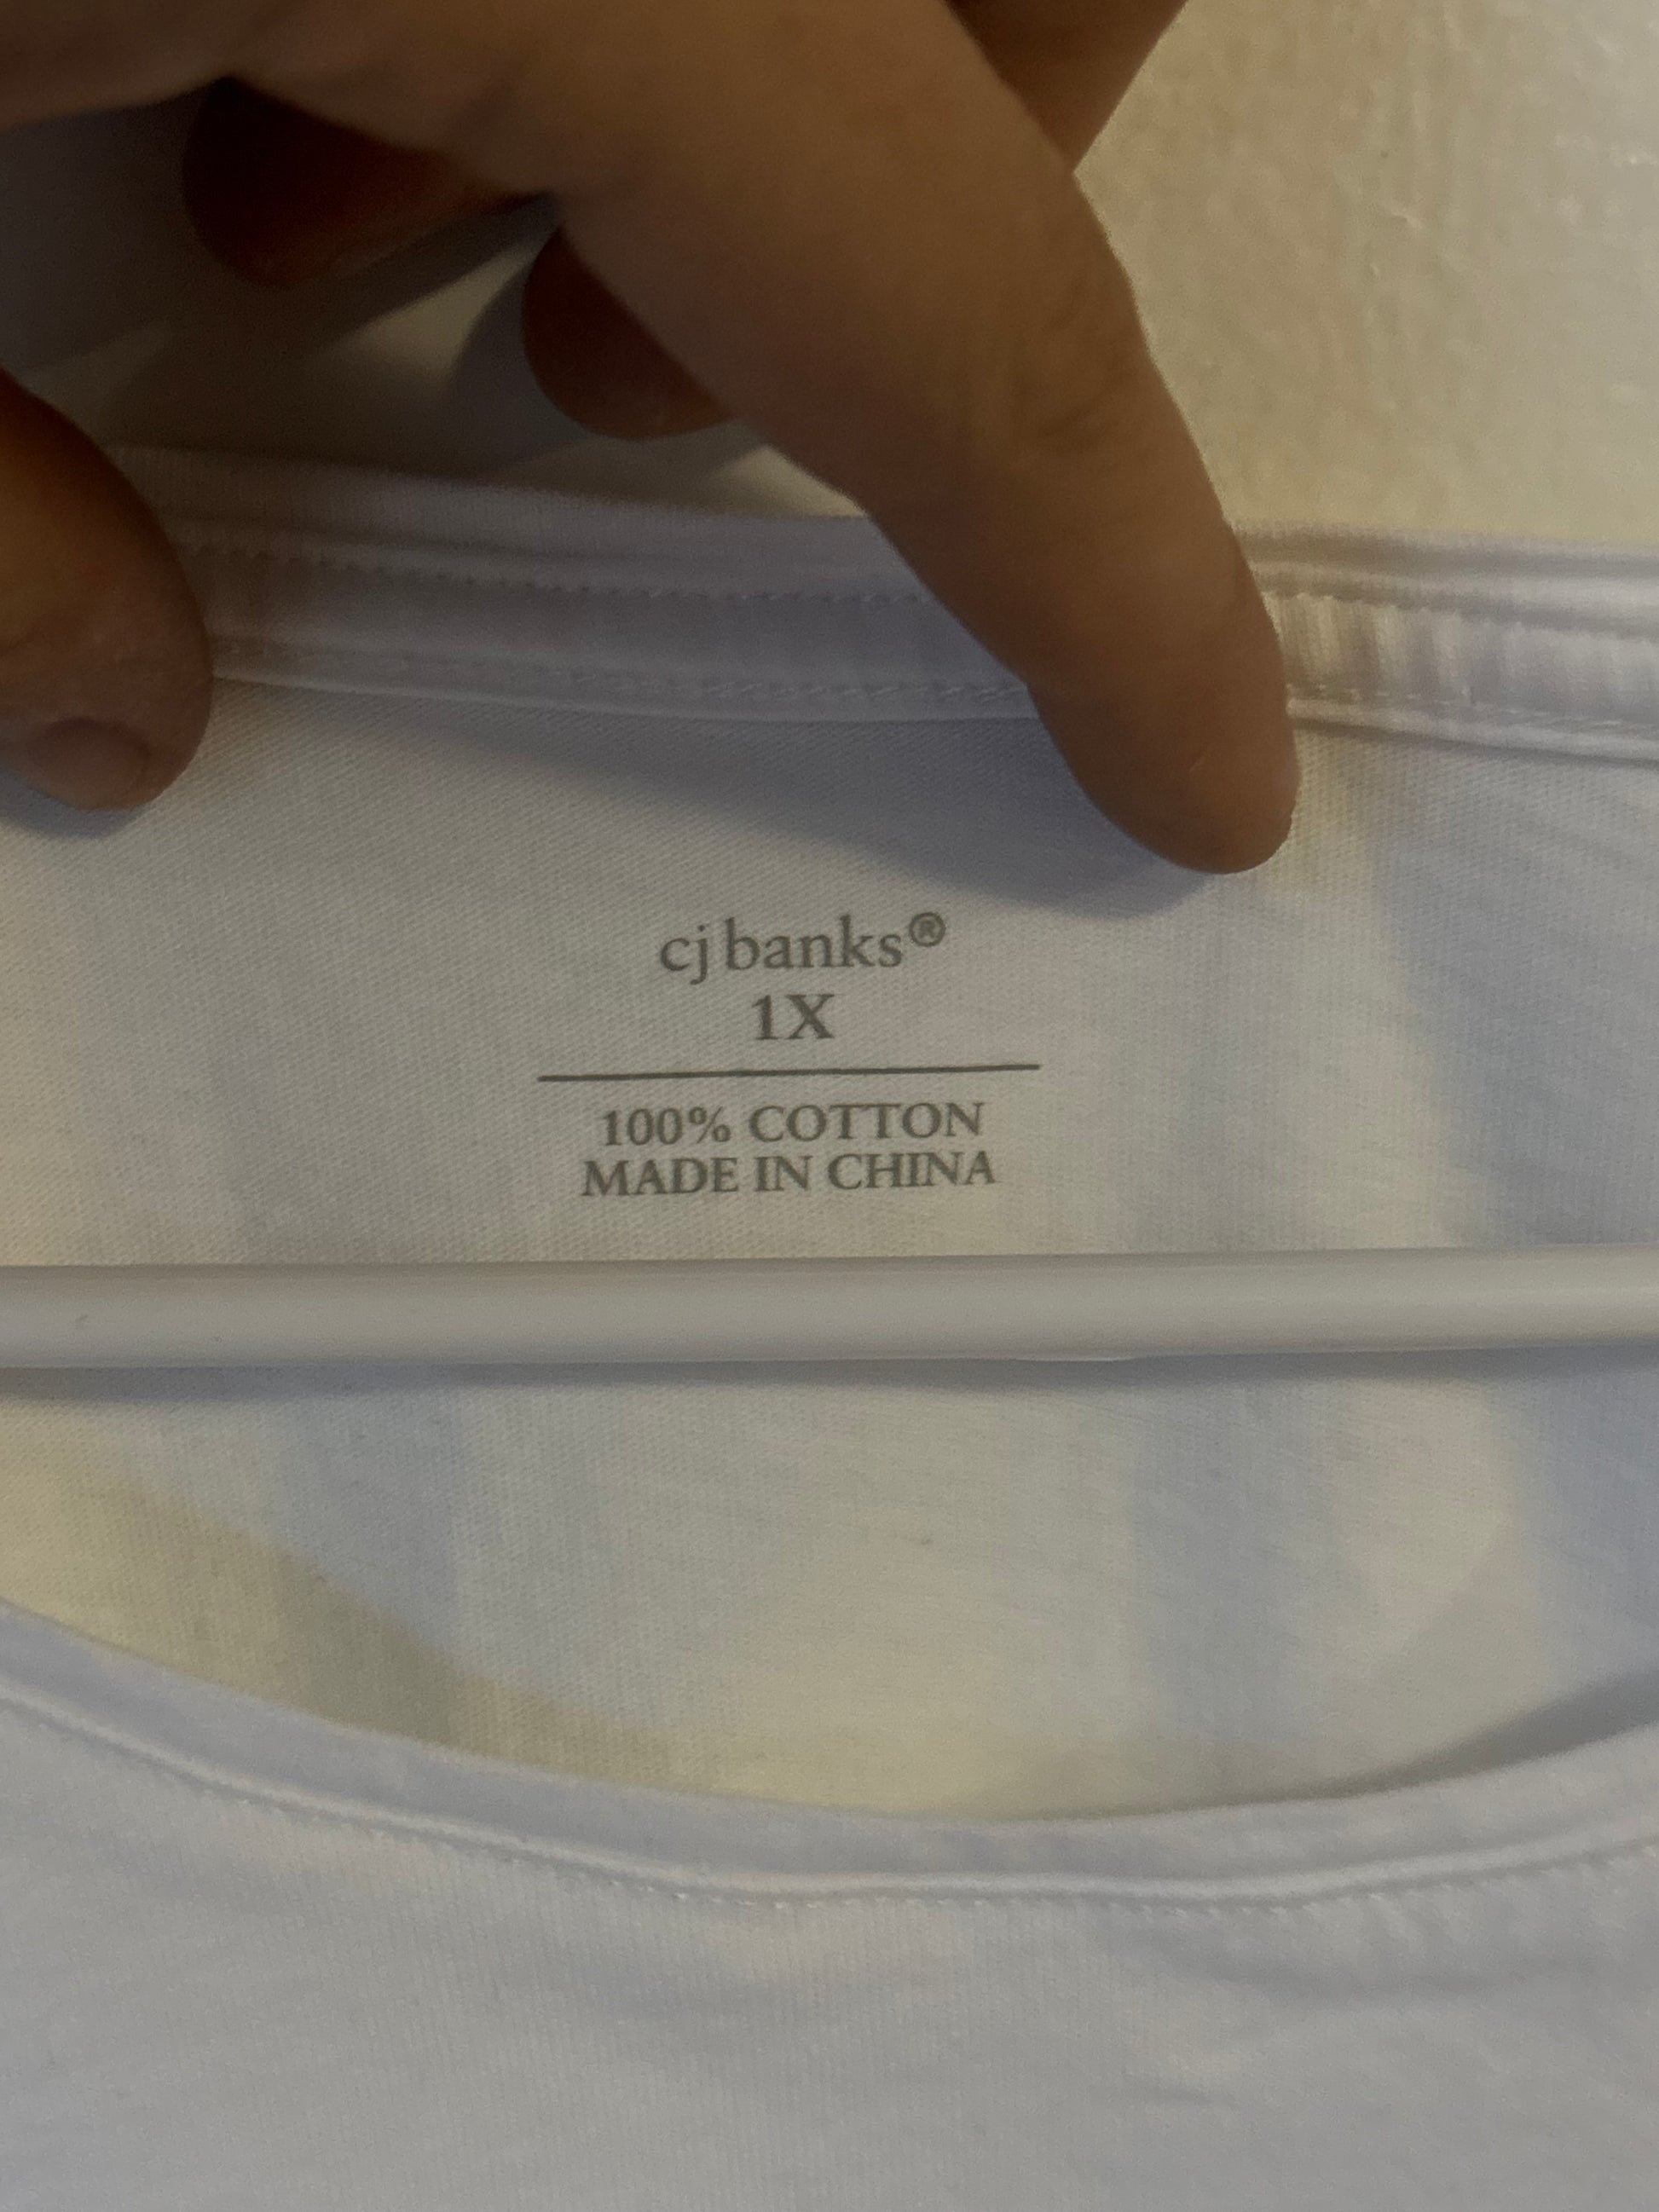 cj banks®
1X
100% COTTON
MADE IN CHINA